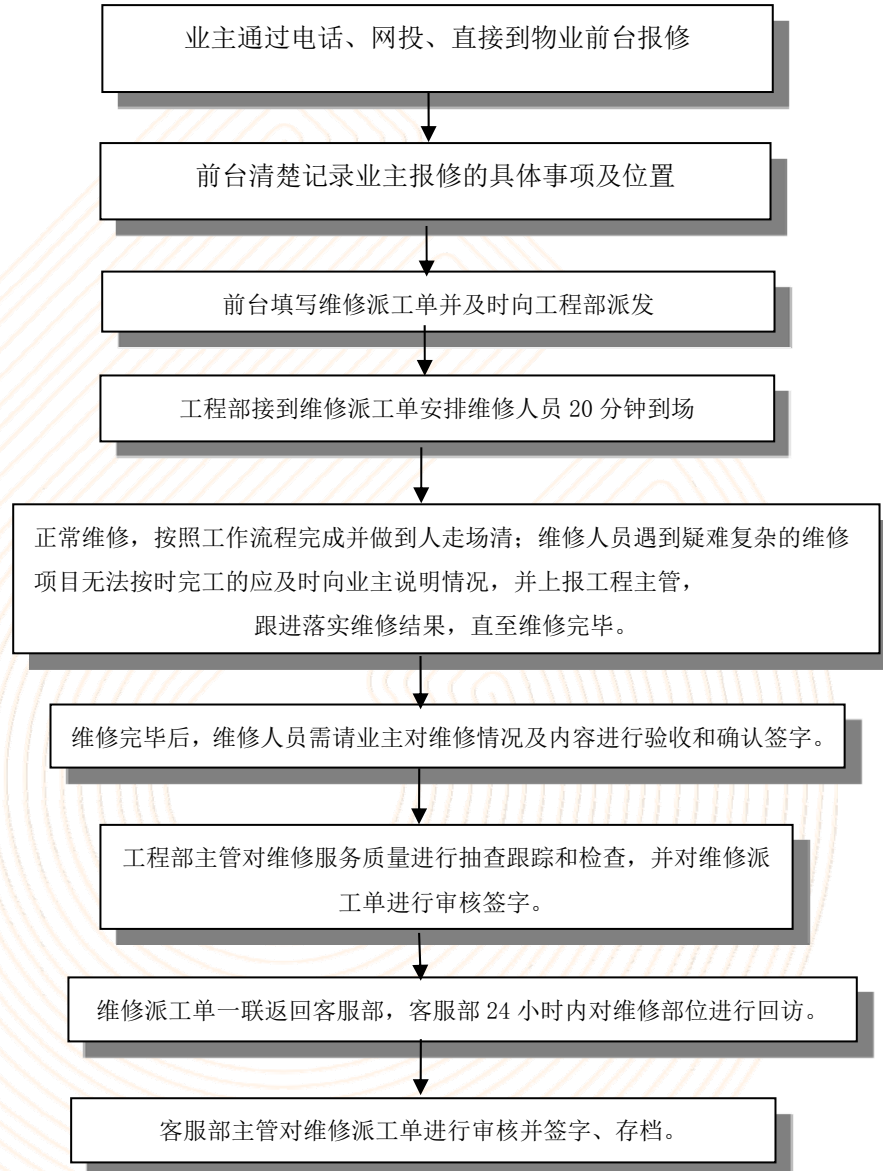 业主通过电话、网投、直接到物业前台报修
前台清楚记录业主报修的具体事项及位置
前台填写维修派工单并及时向工程部派发
工程部接到维修派工单安排维修人员 20 分钟到场
正常维修，按照工作流程完成并做到人走场清；维修人员遇到疑难复杂的维修
项目无法按时完工的应及时向业主说明情况，并上报工程主管，
跟进落实维修结果，直至维修完毕。
维修完毕后，维修人员需请业主对维修情况及内容进行验收和确认签字。
工程部主管对维修服务质量进行抽查跟踪和检查，并对维修派
工单进行审核签字。
维修派工单一联返回客服部，客服部 24 小时内对维修部位进行回访。
客服部主管对维修派工单进行审核并签字、存档。